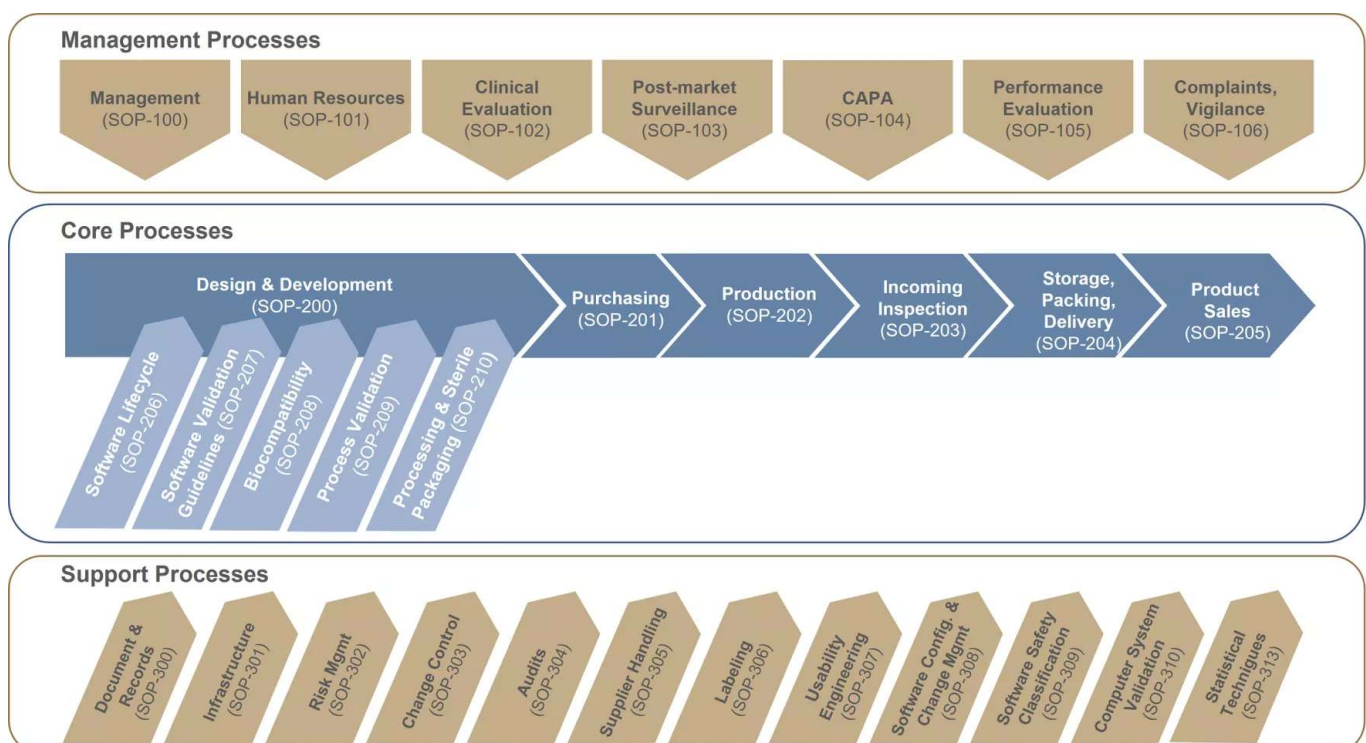 Management Processes
Management
(SOP-100)
Human Resources
(SOP-101)
Clinical
Evaluation
(SOP-102)
Post-market
Surveillance
(SOP-103)
CAPA
(SOP-104)
Performance
Evaluation
(SOP-105)
Complaints,
Vigilance
(SOP-106)
Core Processes
Design & Development
(SOP-200)
Purchasing
(SOP-201)
Production
(SOP-202)
Incoming
Inspection
(SOP-203)
Storage,
Packing,
Delivery
(SOP-204)
Product
Sales
(SOP-205)
Software Lifecycle
(SOP-206)
Software Validation
Guidelines (SOP-207)
Biocompatibility
(SOP-208)
Process Validation
(SOP-209)
Processing & Sterile
Packaging (SOP-210)
Support Processes
Document &
Records
(SOP-300)
Infrastructure
(SOP-301)
Risk Mgmt
(SOP-302)
Change Control
(SOP-303)
Audits
(SOP-304)
Supplier Handling
(SOP-305)
Labeling
(SOP-306)
Usability
Engineering
(SOP-307)
Software Config. &
Change Mgmt
(SOP-308)
Software Safety
Classification
(SOP-309)
Computer System
Validation
(SOP-310)
Statistical
Technigues
(SOP-313)